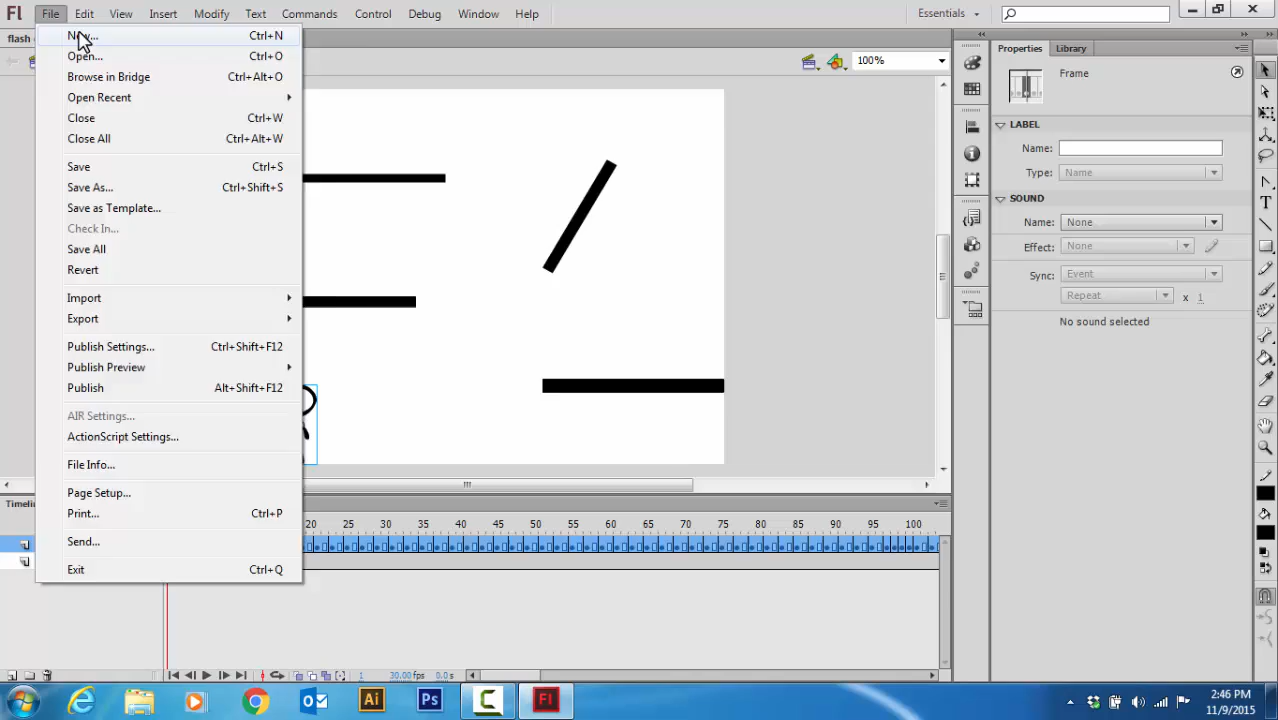 Fl File Edit View Insert Modify Text Commands Control Debug Window Help Essentials
flash
New... Ctrl+N
Open... Ctrl+O
Browse in Bridge Ctrl+Alt+O
Open Recent
Close Ctrl+W
Close All Ctrl+Alt+W
Save Ctrl+S
Save As... Ctrl+Shift+S
Save as Template...
Check In...
Save All
Revert
Import
Export
Publish Settings... Ctrl+Shift+F12
Publish Preview
Publish Alt+Shift+F12
AIR Settings...
ActionScript Settings...
File Info...
Page Setup...
Print... Ctrl+P
Send...
Exit Ctrl+Q
100%
Properties Library
Frame
LABEL
Name:
Type: Name
SOUND
Name: None
Effect: None
Sync: Event
Repeat x 1
No sound selected
Timeli
20 25 30 35 40 45 50 55 60 65 70 75 80 85 90 95 100
1 30.00 fps 0.0 s
Ai Ps C Fl
2:46 PM
11/9/2015